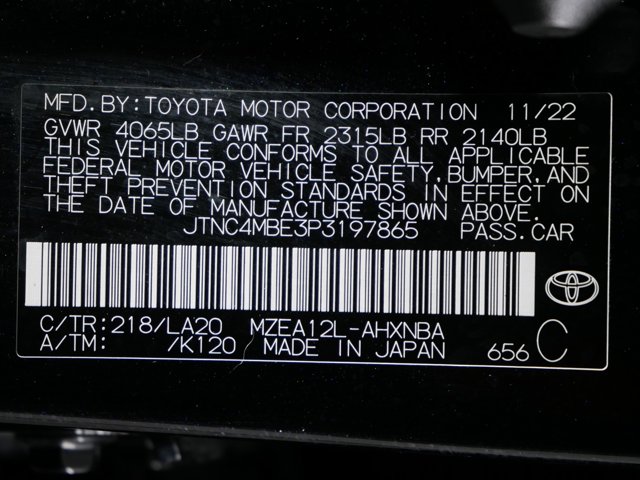 MFD.BY:TOYOTA MOTOR CORPORATION 11/22
GVWR 4065LB GAWR FR 2315LB RR 2140LB
THIS VEHICLE CONFORMS TO ALL APPLICABLE
FEDERAL MOTOR VEHICLE SAFETY,BUMPER,AND
THEFT PREVENTION STANDARDS IN EFFECT ON
THE DATE OF MANUFACTURE SHOWN ABOVE.
JTNC4MBE3P3197865 PASS.CAR
C/TR:218/LA20 MZEA12L-AHXNBA
A/TM: /K120 MADE IN JAPAN 656 C